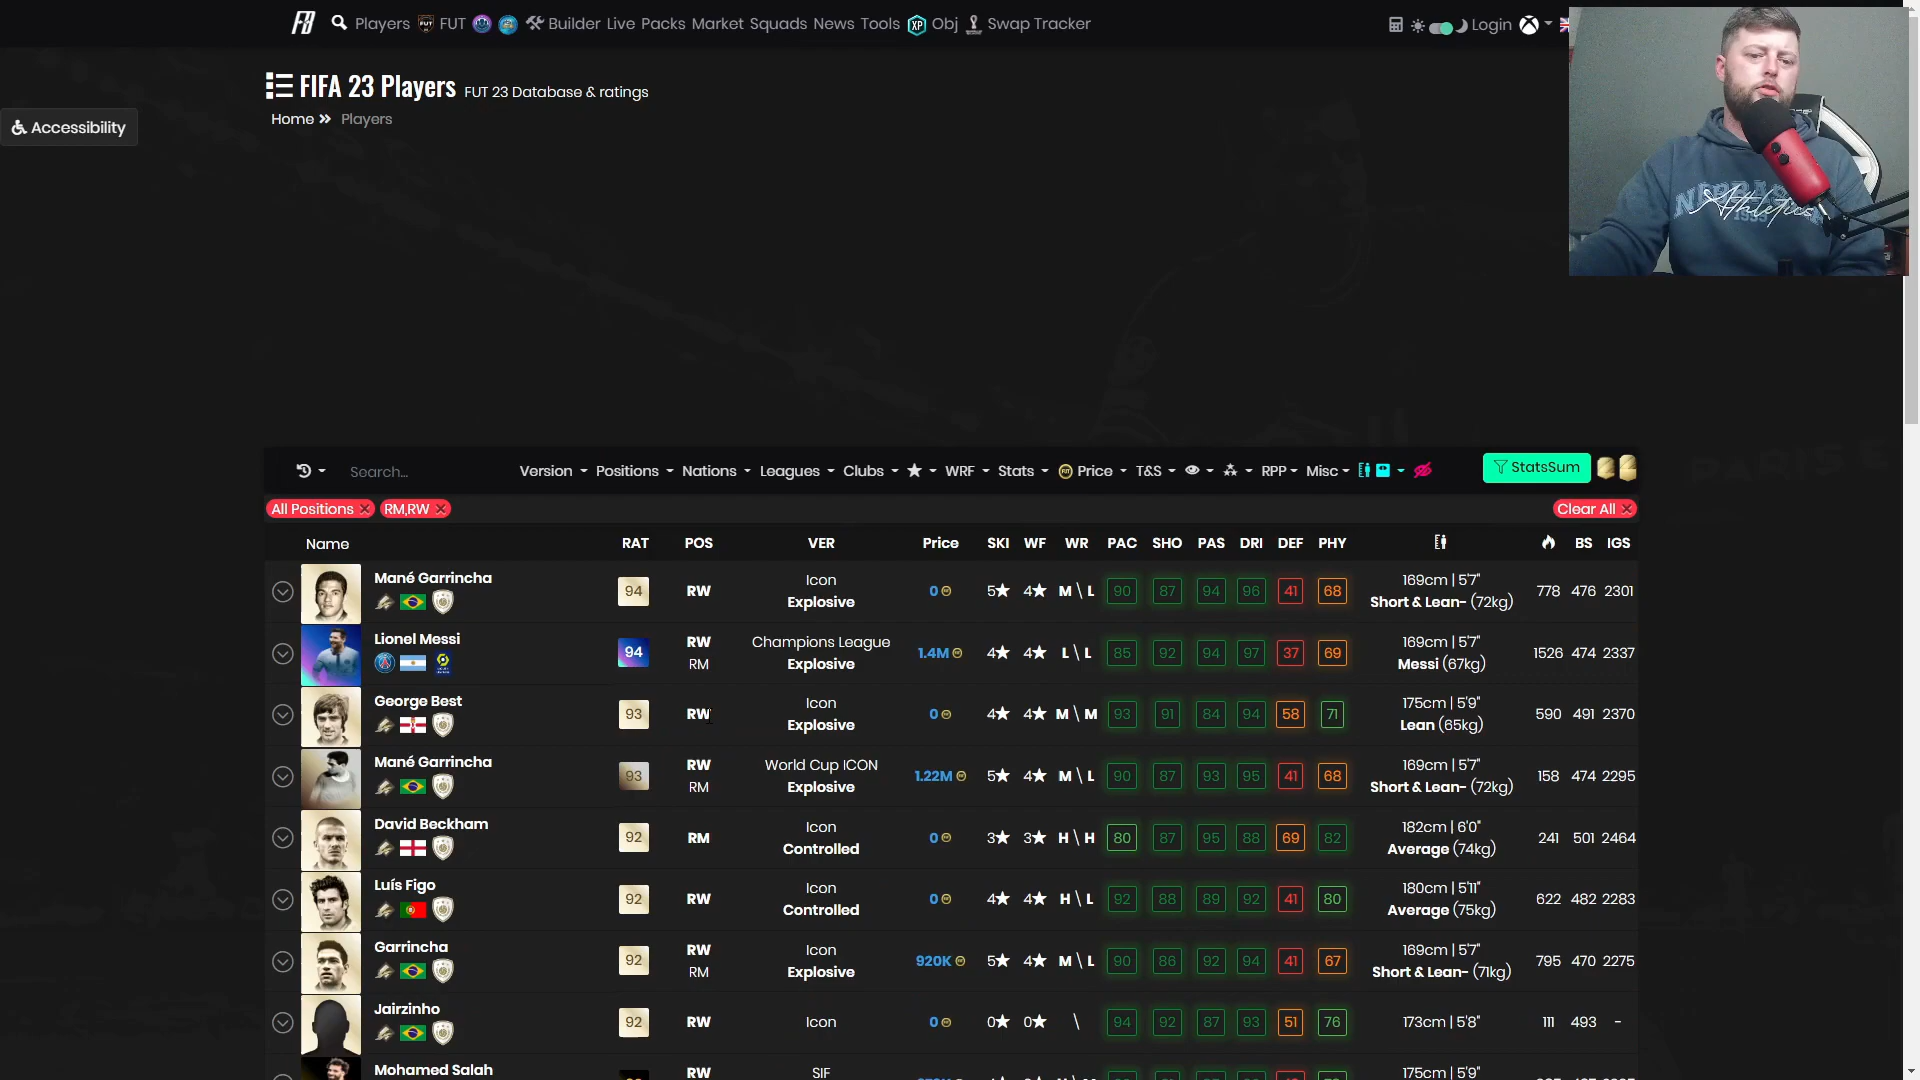 Players FUT Builder Live Packs Market Squads News Tools XP Obj Swap Tracker Login
FIFA 23 Players FUT 23 Database & ratings
Home » Players
Accessibility
NEBRASKA
Athletics
Search... Version Positions Nations Leagues Clubs WRF Stats Price T&S RPP Misc StatsSum
All Positions RM,RW Clear All
Name RAT POS VER Price SKI WF WR PAC SHO PAS DRI DEF PHY BS IGS
Mané Garrincha 94 RW Icon Explosive 0 5★ 4★ M \ L 90 87 94 96 41 68 169cm | 5'7" Short & Lean- (72kg) 778 476 2301
Lionel Messi 94 RW RM Champions League Explosive 1.4M 4★ 4★ L \ L 85 92 94 97 37 69 169cm | 5'7" Messi (67kg) 1526 474 2337
George Best 93 RW Icon Explosive 0 4★ 4★ M \ M 93 91 84 94 58 71 175cm | 5'9" Lean (65kg) 590 491 2370
Mané Garrincha 93 RW RM World Cup ICON Explosive 1.22M 5★ 4★ M \ L 90 87 93 95 41 68 169cm | 5'7" Short & Lean- (72kg) 158 474 2295
David Beckham 92 RM Icon Controlled 0 3★ 3★ H \ H 80 87 95 88 69 82 182cm | 6'0" Average (74kg) 241 501 2464
Luís Figo 92 RW Icon Controlled 0 4★ 4★ H \ L 92 88 89 92 41 80 180cm | 5'11" Average (75kg) 622 482 2283
Garrincha 92 RW RM Icon Explosive 920K 5★ 4★ M \ L 90 86 92 94 41 67 169cm | 5'7" Short & Lean- (71kg) 795 470 2275
Jairzinho 92 RW Icon 0 0★ 0★ \ 94 92 87 93 51 76 173cm | 5'8" 111 493 -
Mohamed Salah RW SIF 175cm | 5'9"